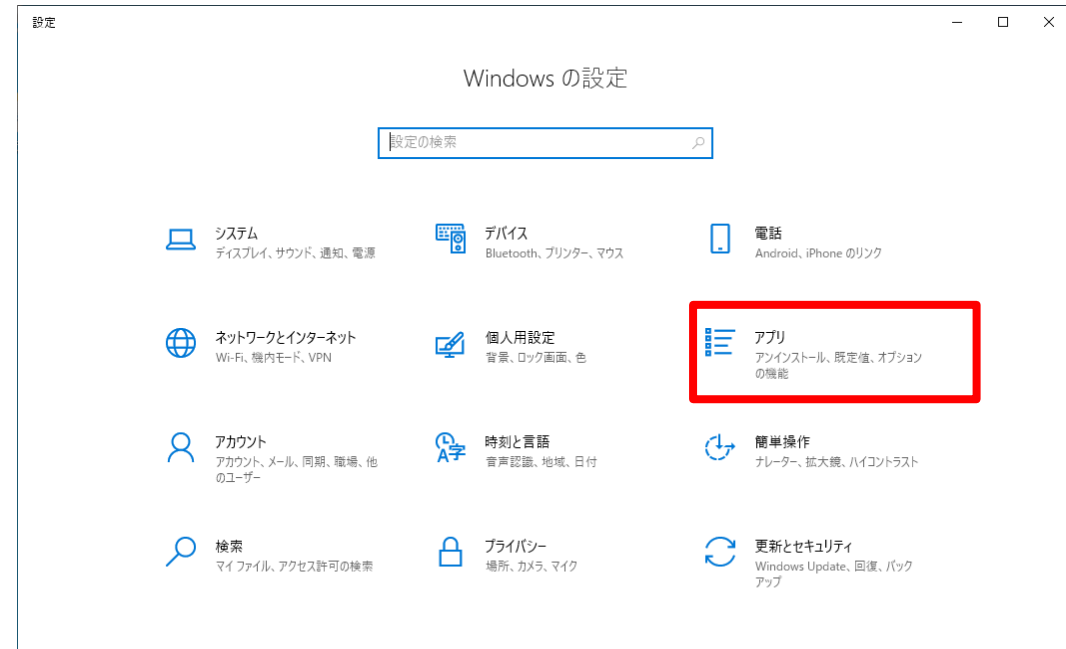 設定
Windows の設定
設定の検索
システム
ディスプレイ、サウンド、通知、電源
デバイス
Bluetooth、プリンター、マウス
電話
Android、iPhone のリンク
ネットワークとインターネット
Wi-Fi、機内モード、VPN
個人用設定
背景、ロック画面、色
アプリ
アンインストール、既定値、オプション
の機能
アカウント
アカウント、メール、同期、職場、他
のユーザー
時刻と言語
音声認識、地域、日付
簡単操作
ナレーター、拡大鏡、ハイコントラスト
検索
マイ ファイル、アクセス許可の検索
プライバシー
場所、カメラ、マイク
更新とセキュリティ
Windows Update、回復、バック
アップ